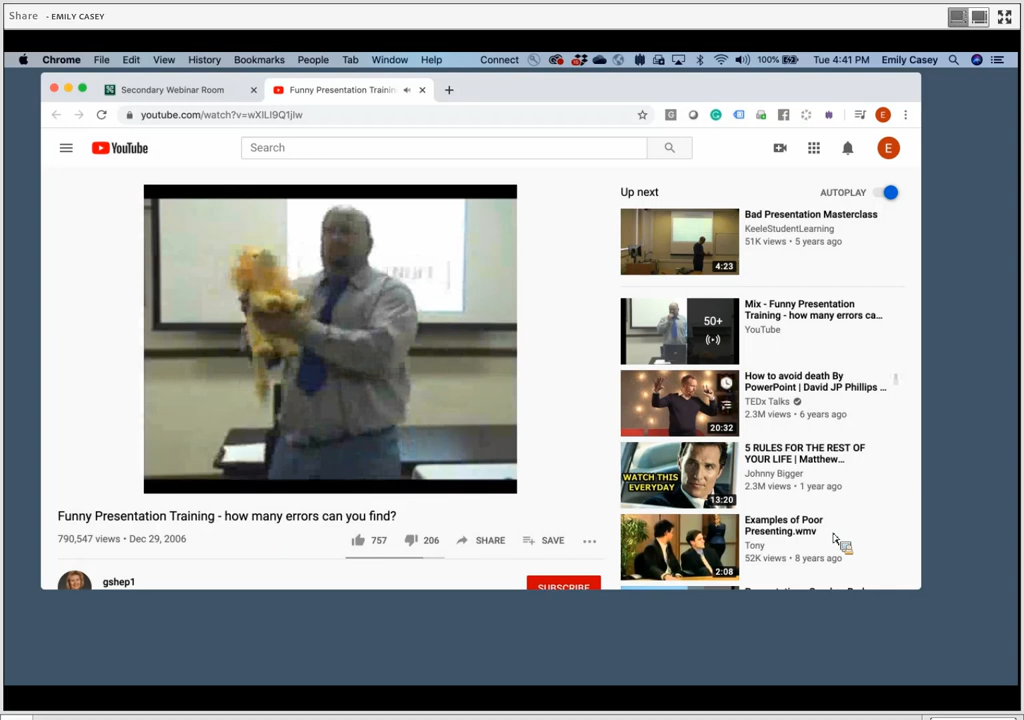 Share - EMILY CASEY
Chrome File Edit View History Bookmarks People Tab Window Help Connect 100% Tue 4:41 PM Emily Casey
Secondary Webinar Room
Funny Presentation Trainin
youtube.com/watch?v=wXILI9Q1jIw
YouTube
Search
E
Up next
AUTOPLAY
Bad Presentation Masterclass
KeeleStudentLearning
51K views • 5 years ago
4:23
Mix - Funny Presentation
Training - how many errors ca...
YouTube
50+
How to avoid death By
PowerPoint | David JP Phillips ...
TEDx Talks
2.3M views • 6 years ago
20:32
5 RULES FOR THE REST OF
YOUR LIFE | Matthew...
Johnny Bigger
2.3M views • 1 year ago
WATCH THIS
EVERYDAY
13:20
Examples of Poor
Presenting.wmv
Tony
52K views • 8 years ago
2:08
Funny Presentation Training - how many errors can you find?
790,547 views • Dec 29, 2006
757 206 SHARE SAVE
gshep1
SUBSCRIBE